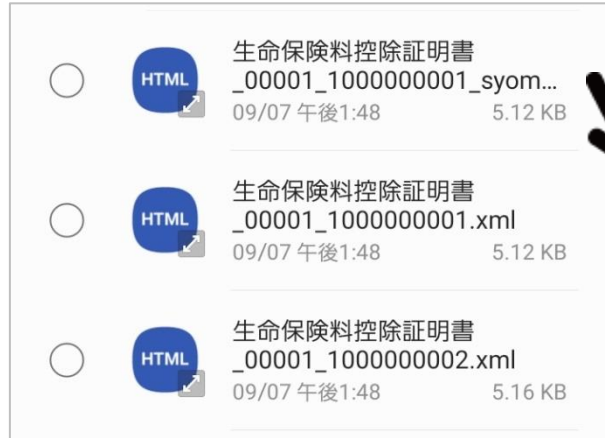 HTML
生命保険料控除証明書
_00001_1000000001_syom...
09/07 午後1:48
5.12 KB
HTML
生命保険料控除証明書
_00001_1000000001.xml
09/07 午後1:48
5.12 KB
HTML
生命保険料控除証明書
_00001_1000000002.xml
09/07 午後1:48
5.16 KB